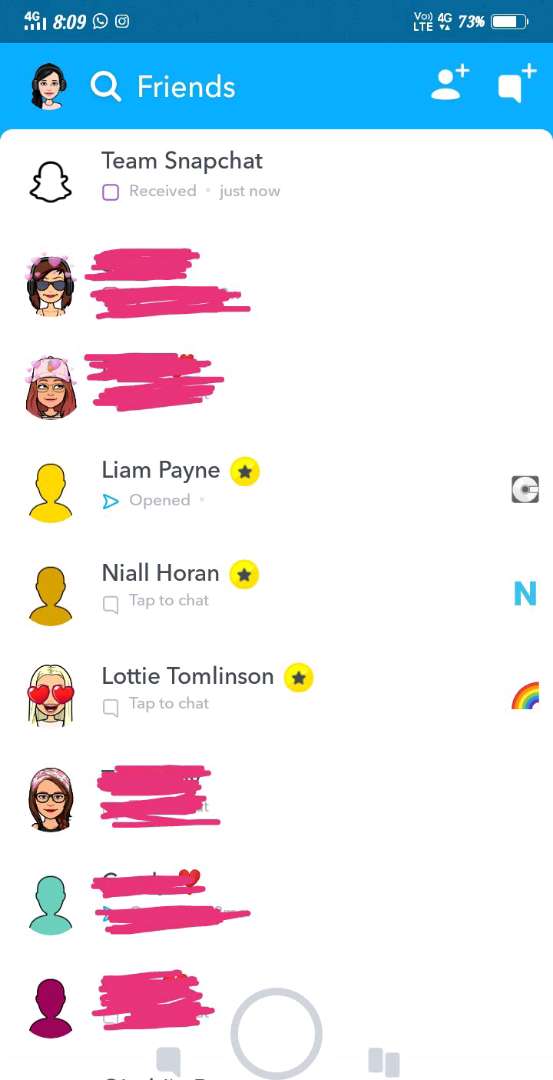 4G 8:09 Vo) LTE 4G 73%
Friends
Team Snapchat
Received • just now
Liam Payne
Opened •
Niall Horan
Tap to chat
N
Lottie Tomlinson
Tap to chat